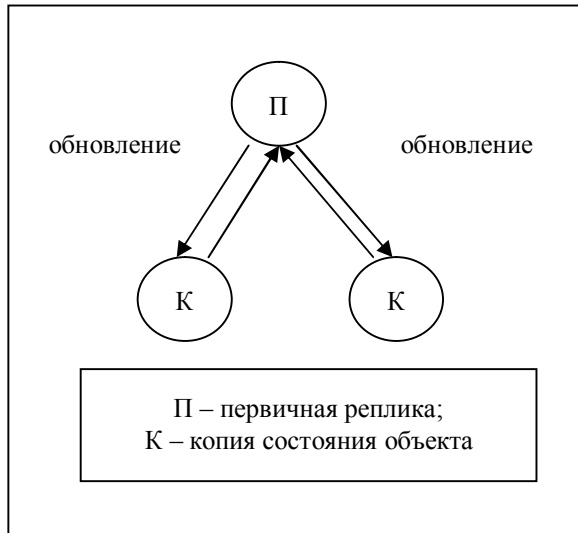 П
обновление
обновление
К
К
П – первичная реплика;
К – копия состояния объекта